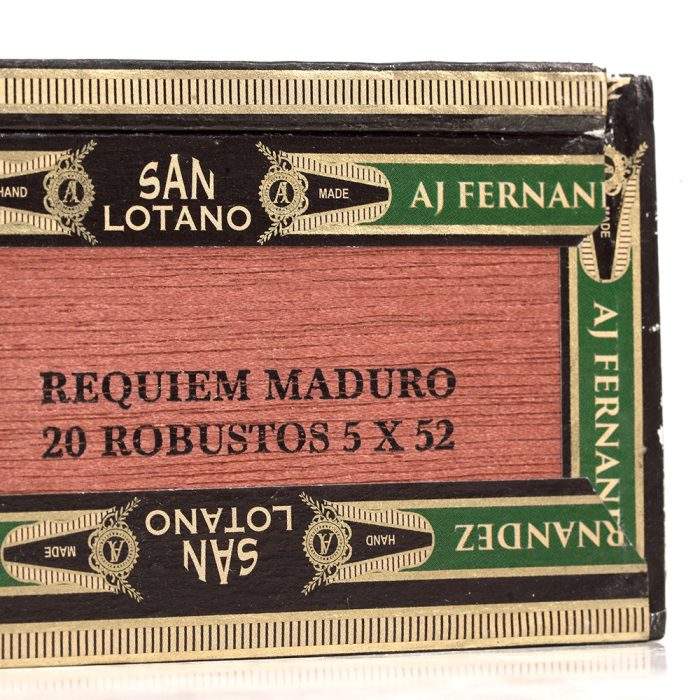 HAND
A
SAN
LOTANO
A
MADE
AJ FERNAN
MADE
AJ FERNAN
REQUIEM MADURO
20 ROBUSTOS 5 X 52
MADE
A
SAN
LOTANO
A
HAND
RNANDEZ